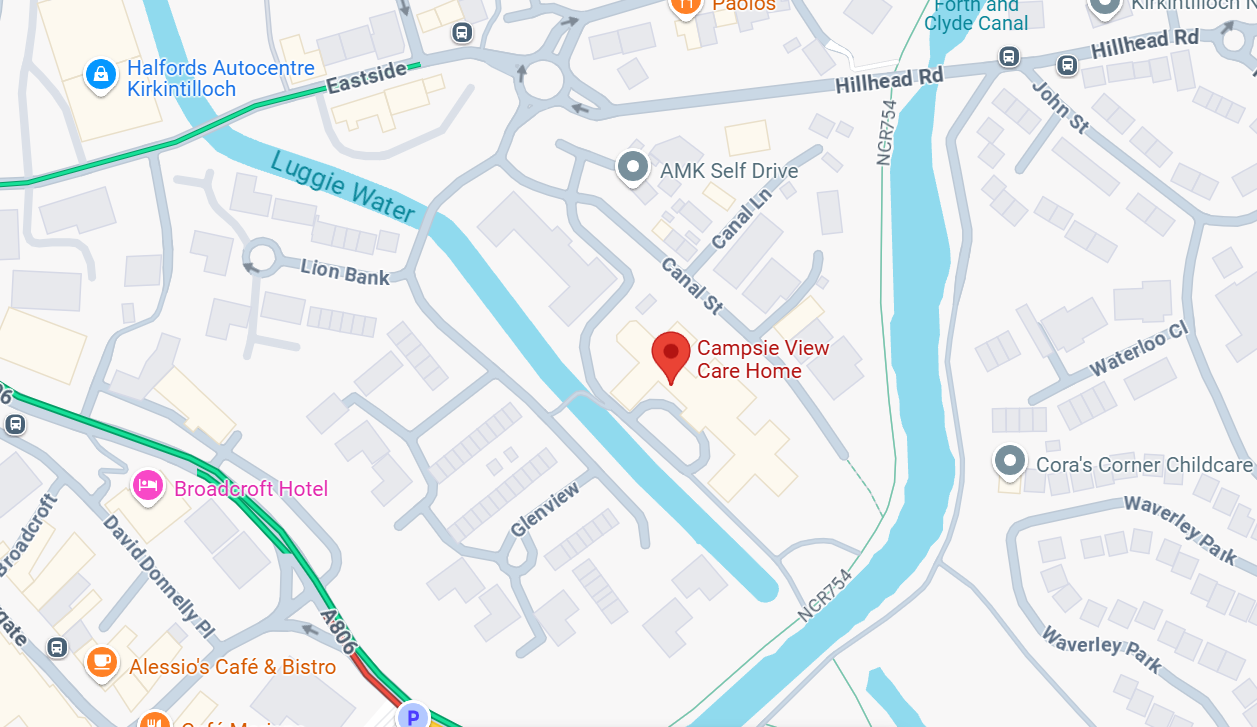 Paolos
Forth and
Clyde Canal
Kirkintilloch
Hillhead Rd
Halfords Autocentre
Kirkintilloch
Eastside
Hillhead Rd
John St
NCR754
Luggie Water
AMK Self Drive
Canal Ln
Lion Bank
Canal St
Campsie View
Care Home
Waterloo Cl
Cora's Corner Childcare
Broadcroft Hotel
Glenview
Waverley Park
Broadcroft
David Donnelly Pl
NCR754
A806
Waverley Park
gate
Alessio's Café & Bistro
P
Café